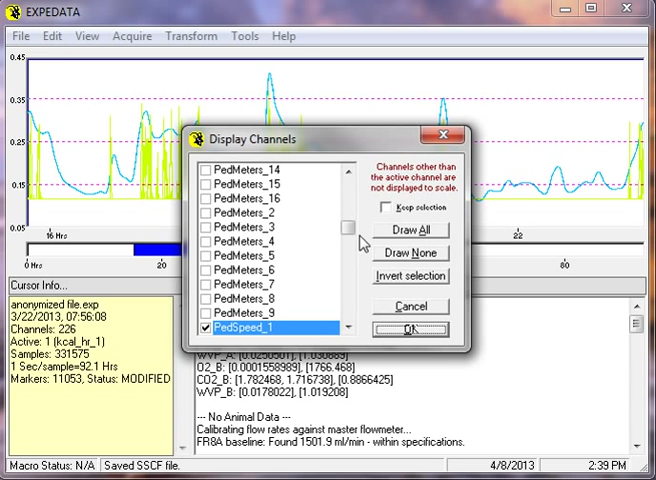 EXPEDATA
File Edit View Acquire Transform Tools Help
0.45
0.35
0.25
0.15
0.05
16 Hrs
22
0 Hrs
20
80
Display Channels
PedMeters_14
PedMeters_15
PedMeters_16
PedMeters_2
PedMeters_3
PedMeters_4
PedMeters_5
PedMeters_6
PedMeters_7
PedMeters_8
PedMeters_9
PedSpeed_1
Channels other than
the active channel are
not displayed to scale.
Keep selection
Draw All
Draw None
Invert selection
Cancel
OK
Cursor Info...
anonymized file.exp
3/22/2013, 07:56:08
Channels: 226
Active: 1 (kcal_hr_1)
Samples: 331575
1 Sec/sample=92.1 Hrs
Markers: 11053, Status: MODIFIED
WVP_A: [0.0250501], [1.030883]
O2_B: [0.0001558989], [1766.468]
CO2_B: [1.782468, 1.716738], [0.8866425]
WVP_B: [0.0178022], [1.019208]
--- No Animal Data ---
Calibrating flow rates against master flowmeter...
FR8A baseline: Found 1501.9 ml/min - within specifications.
Macro Status: N/A
Saved SSCF file.
4/8/2013
2:39 PM